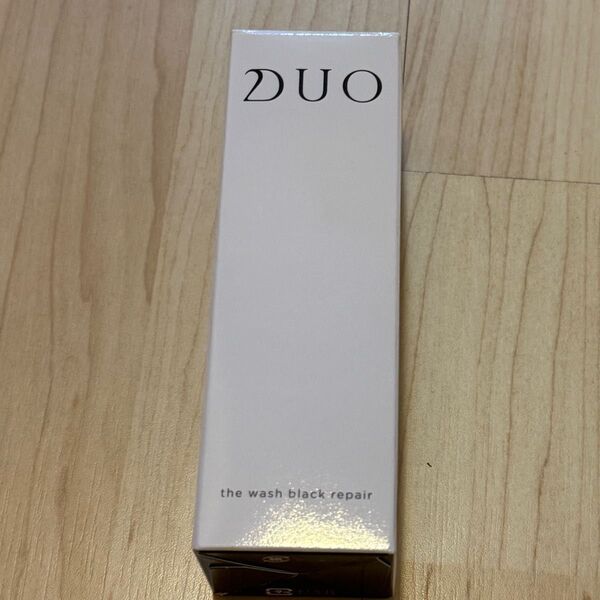 DUO
the wash black repair